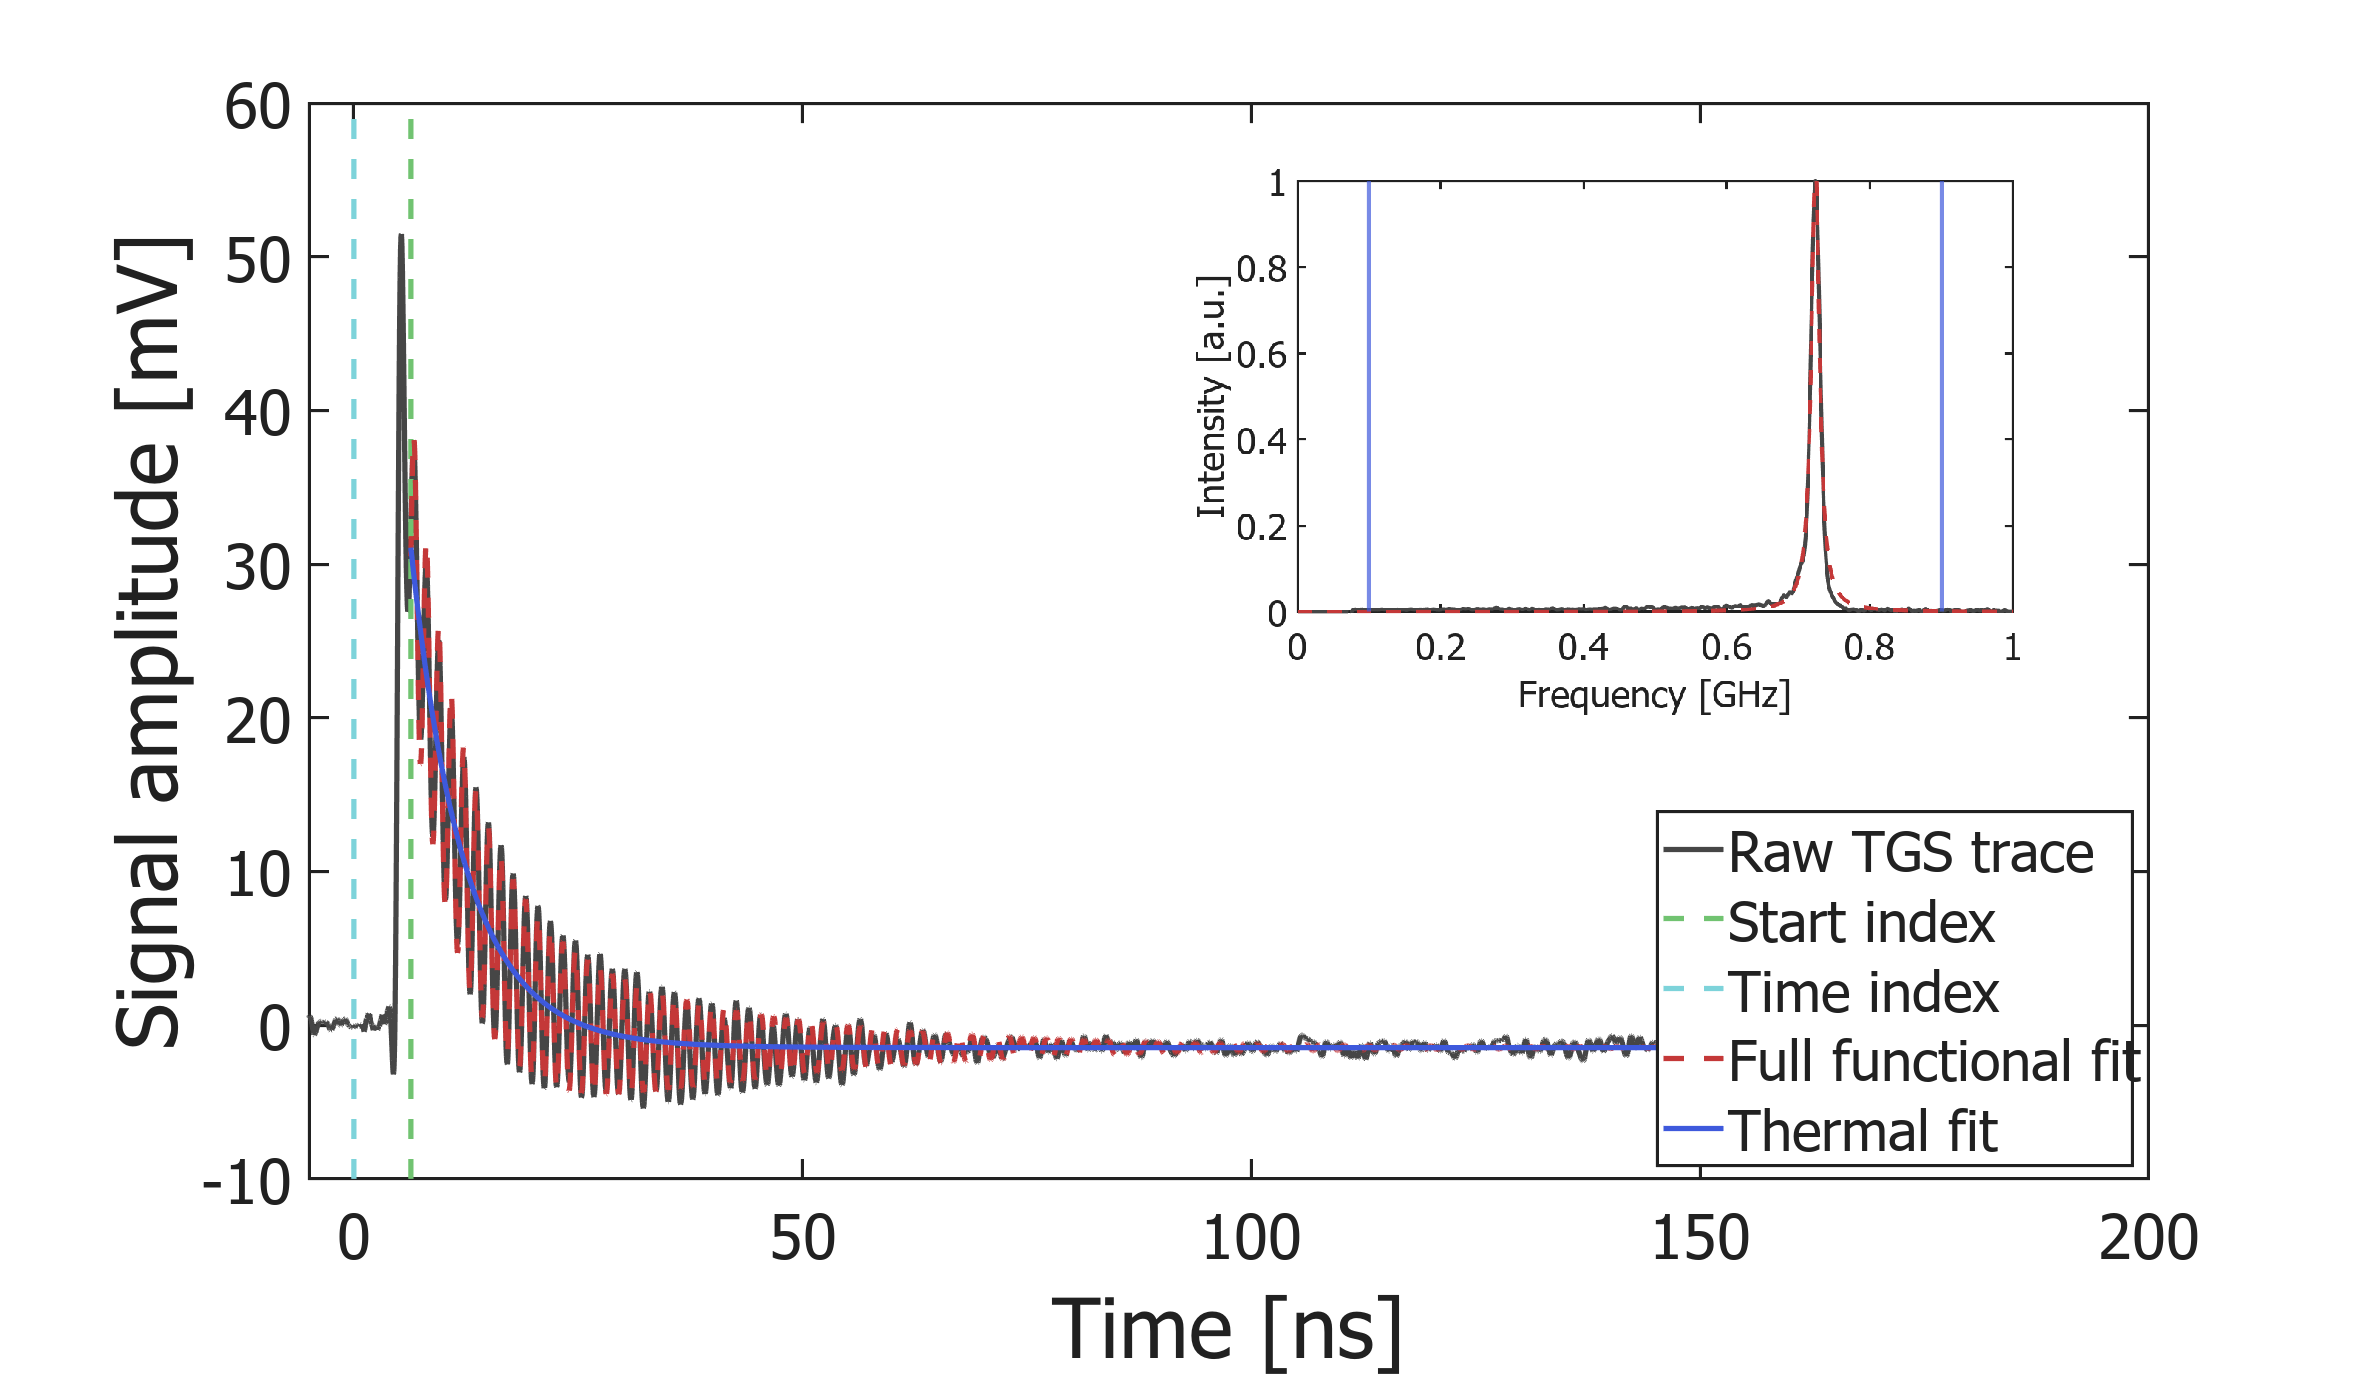 Signal amplitude [mV]
60
50
40
30
20
10
0
-10
0 50 100 150 200
Time [ns]
Intensity [a.u.]
1
0.8
0.6
0.4
0.2
0
0 0.2 0.4 0.6 0.8 1
Frequency [GHz]
Raw TGS trace
Start index
Time index
Full functional fit
Thermal fit